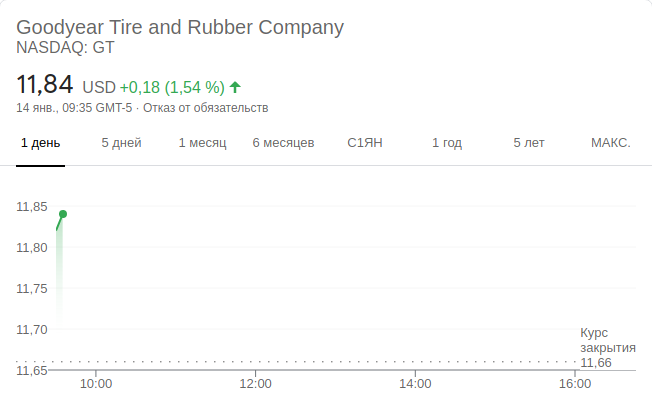 Goodyear Tire and Rubber Company
NASDAQ: GT
11,84 USD +0,18 (1,54 %)
14 янв., 09:35 GMT-5 · Отказ от обязательств
1 день 5 дней 1 месяц 6 месяцев С1ЯН 1 год 5 лет МАКС.
11,85
11,80
11,75
11,70
Курс
закрытия
11,66
11,65
10:00 12:00 14:00 16:00